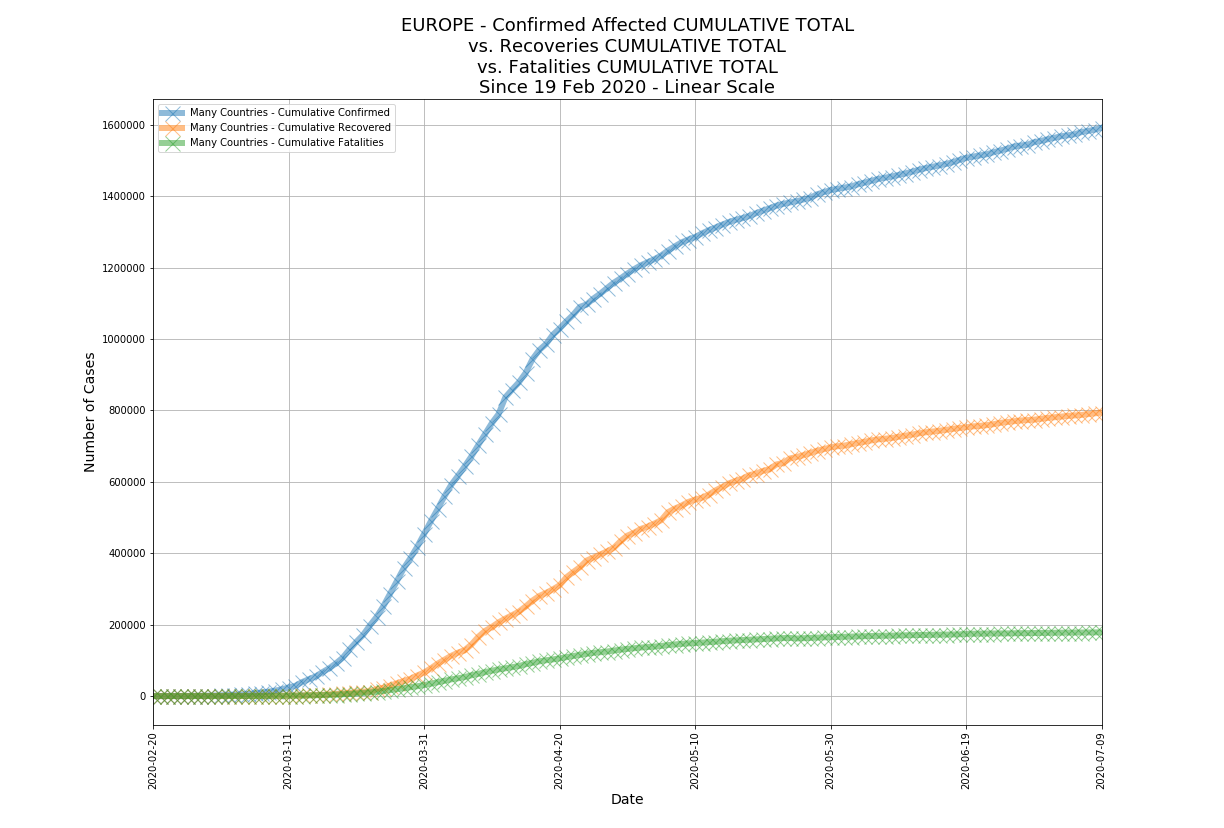 EUROPE - Confirmed Affected CUMULATIVE TOTAL
vs. Recoveries CUMULATIVE TOTAL
vs. Fatalities CUMULATIVE TOTAL
Since 19 Feb 2020 - Linear Scale
Many Countries - Cumulative Confirmed
Many Countries - Cumulative Recovered
Many Countries - Cumulative Fatalities
1600000
1400000
1200000
1000000
800000
600000
400000
200000
0
Number of Cases
2020-02-20
2020-03-11
2020-03-31
2020-04-20
2020-05-10
2020-05-30
2020-06-19
2020-07-09
Date